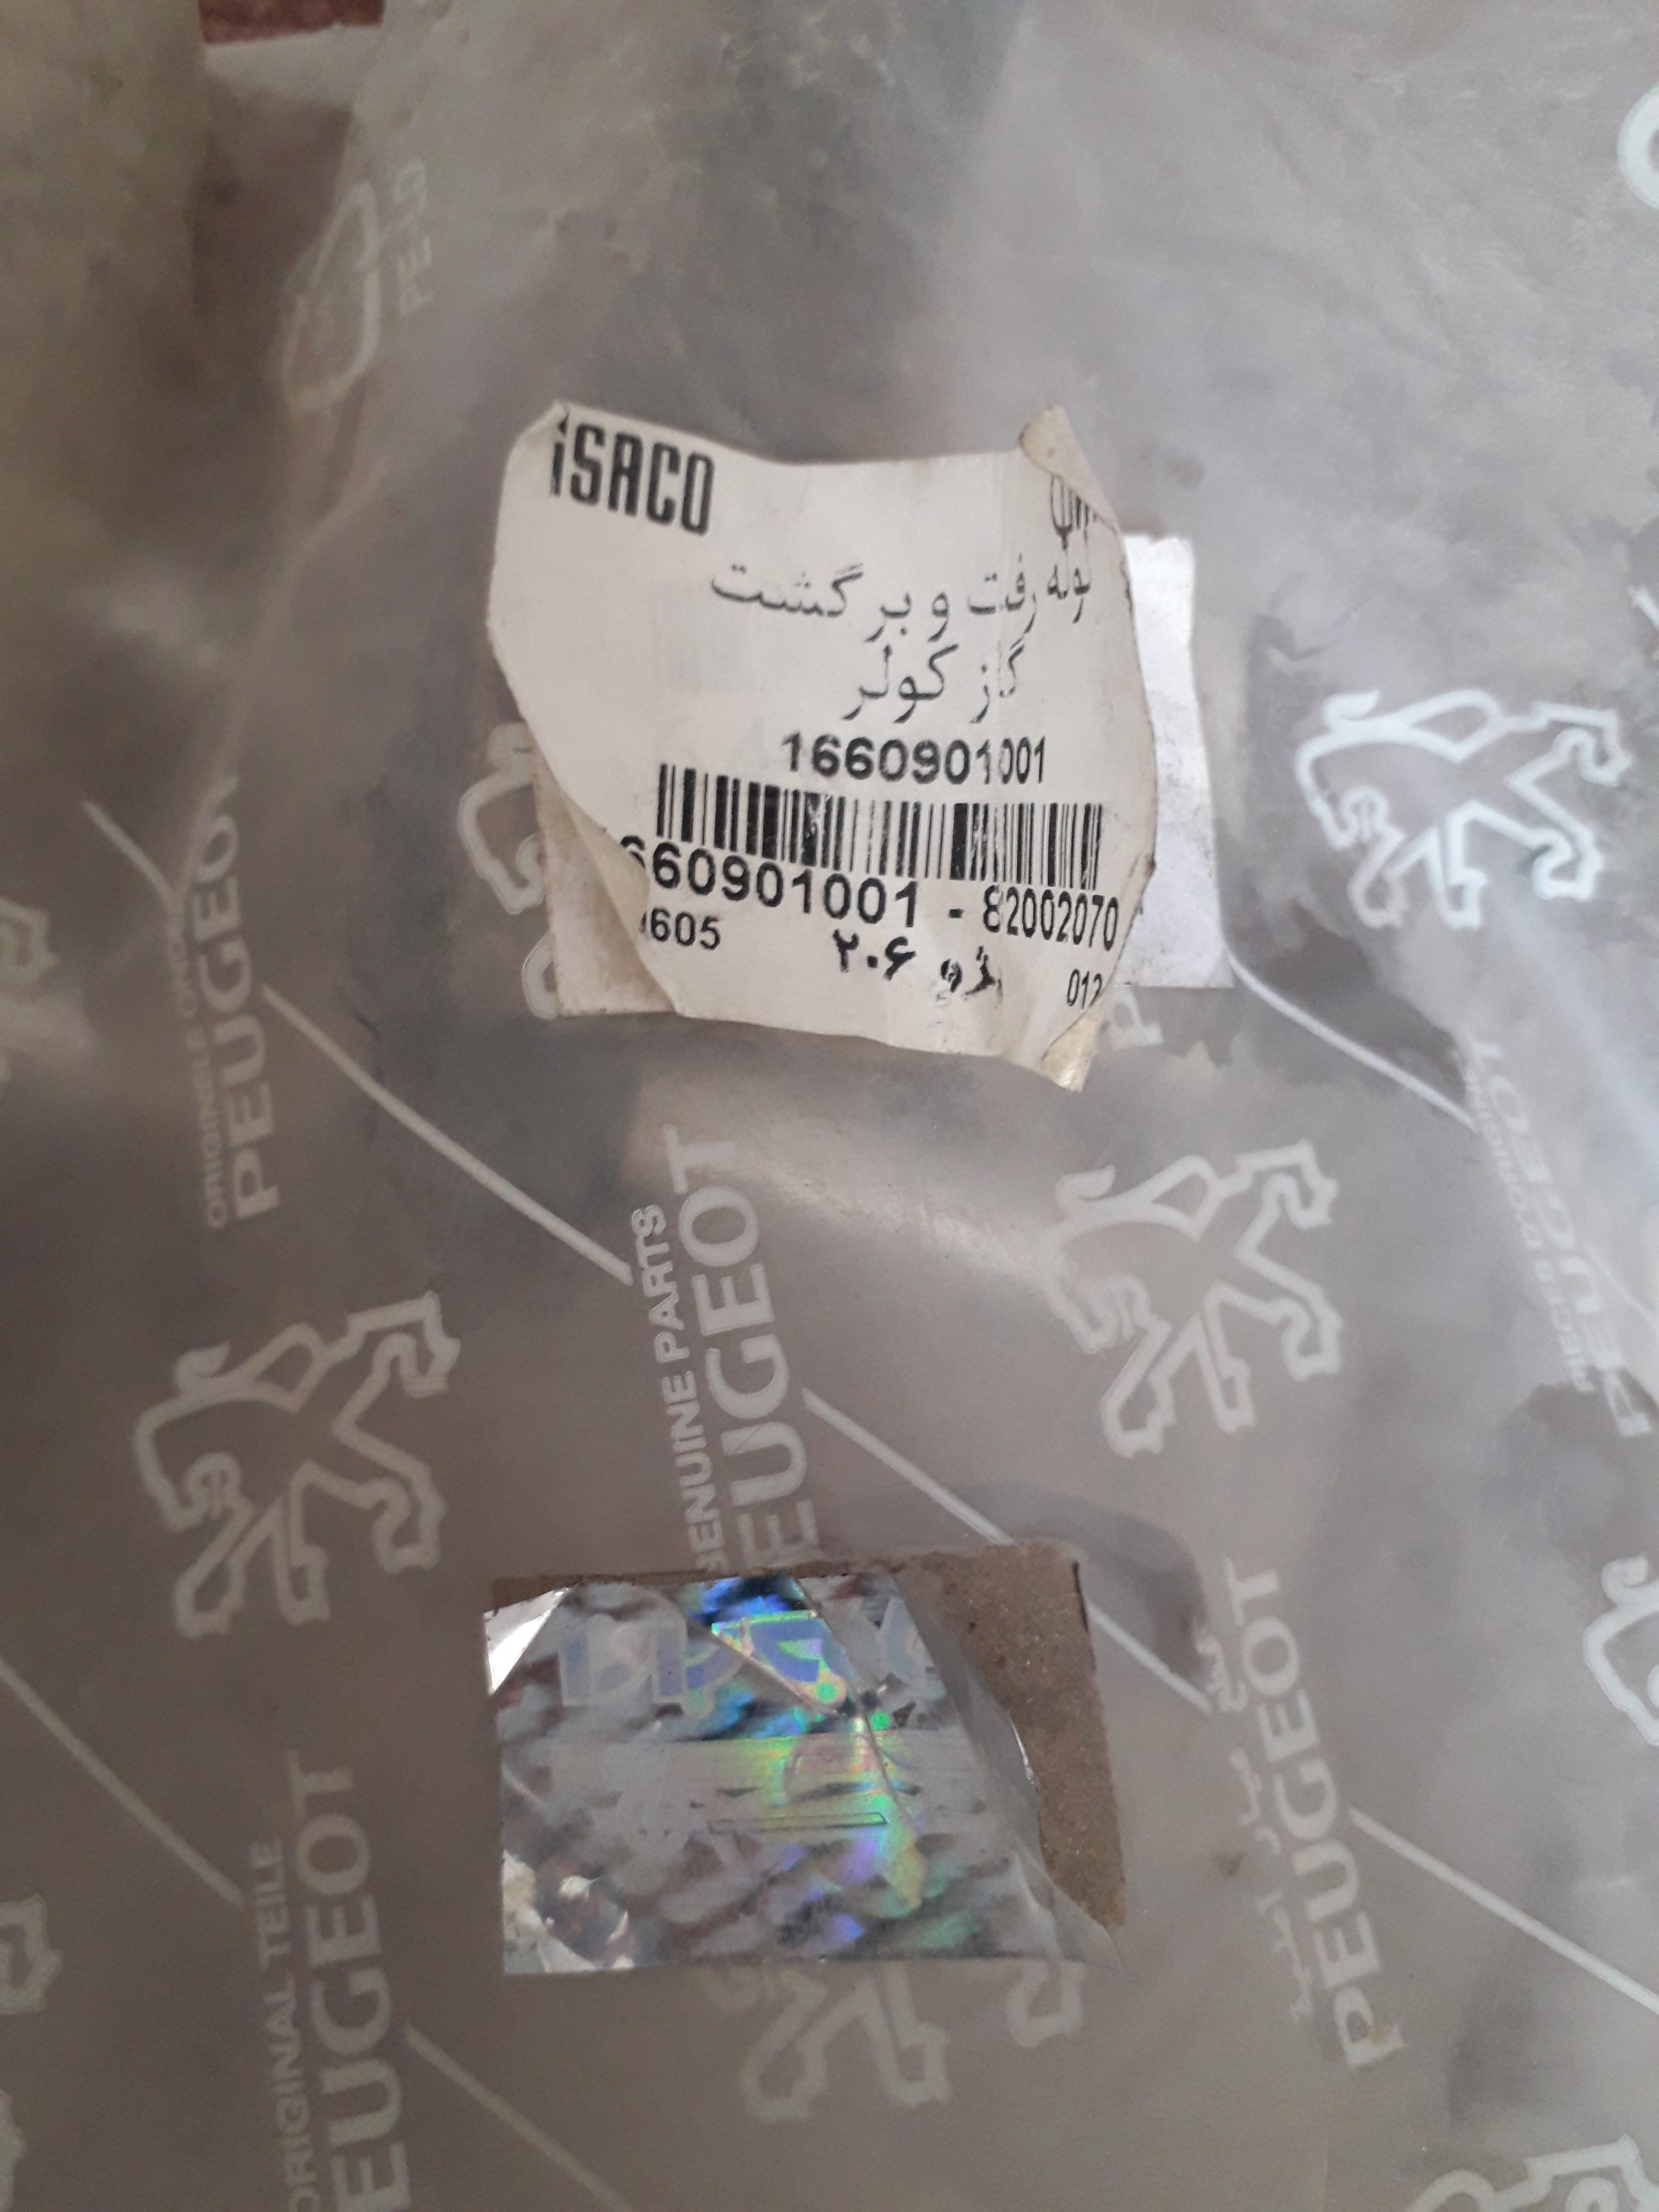 iSACO
لوله رفت و برگشت
گاز کولر
1660901001
660901001 - 82002070
605
پژو ۲۰۶
012
PEUGEOT
GENUINE PARTS
PEUGEOT
ORIGINAL TEILE
PEUGEOT
PEUGEOT
PEUGEOT